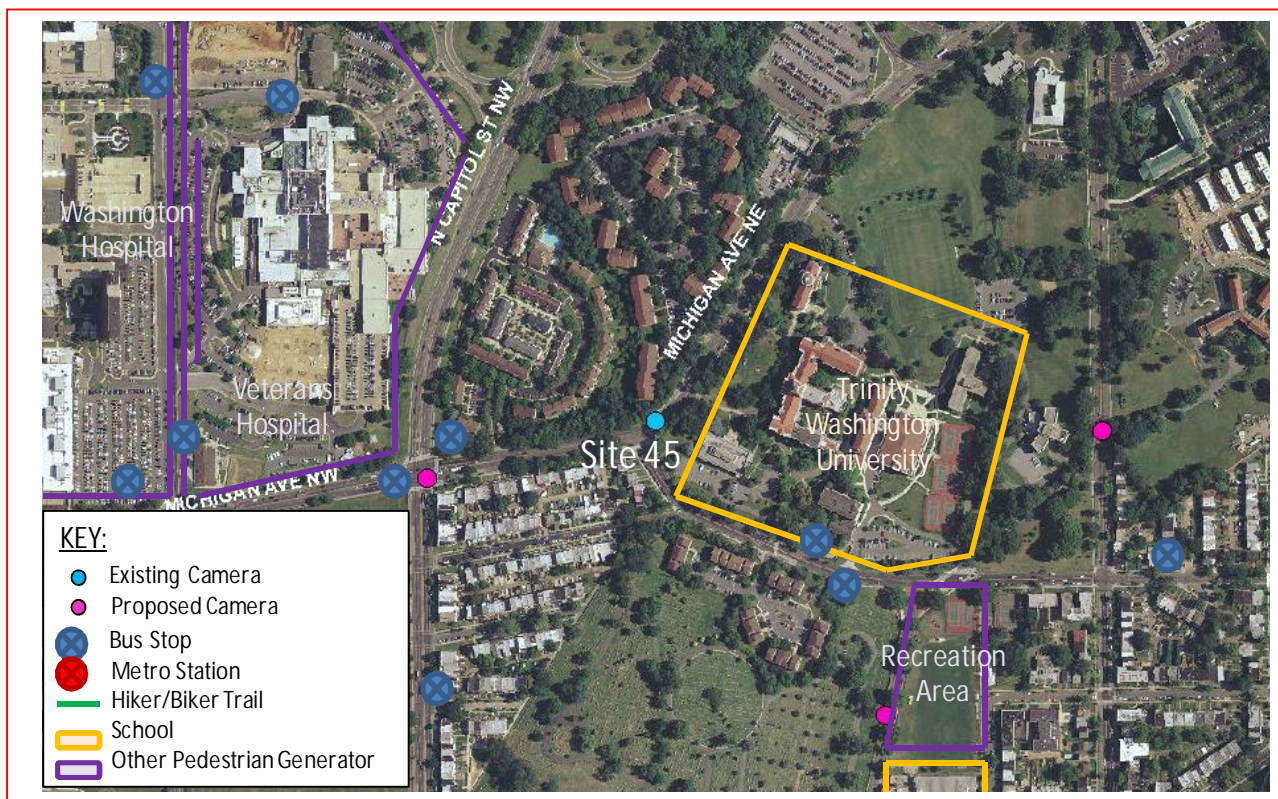 N CAPITOL ST NW
Washington
Hospital
MICHIGAN AVE NE
Veterans
Hospital
Trinity
Washington
University
Site 45
MICHIGAN AVE NW
KEY:
Existing Camera
Proposed Camera
Bus Stop
Metro Station
Hiker/Biker Trail
School
Other Pedestrian Generator
Recreation
Area